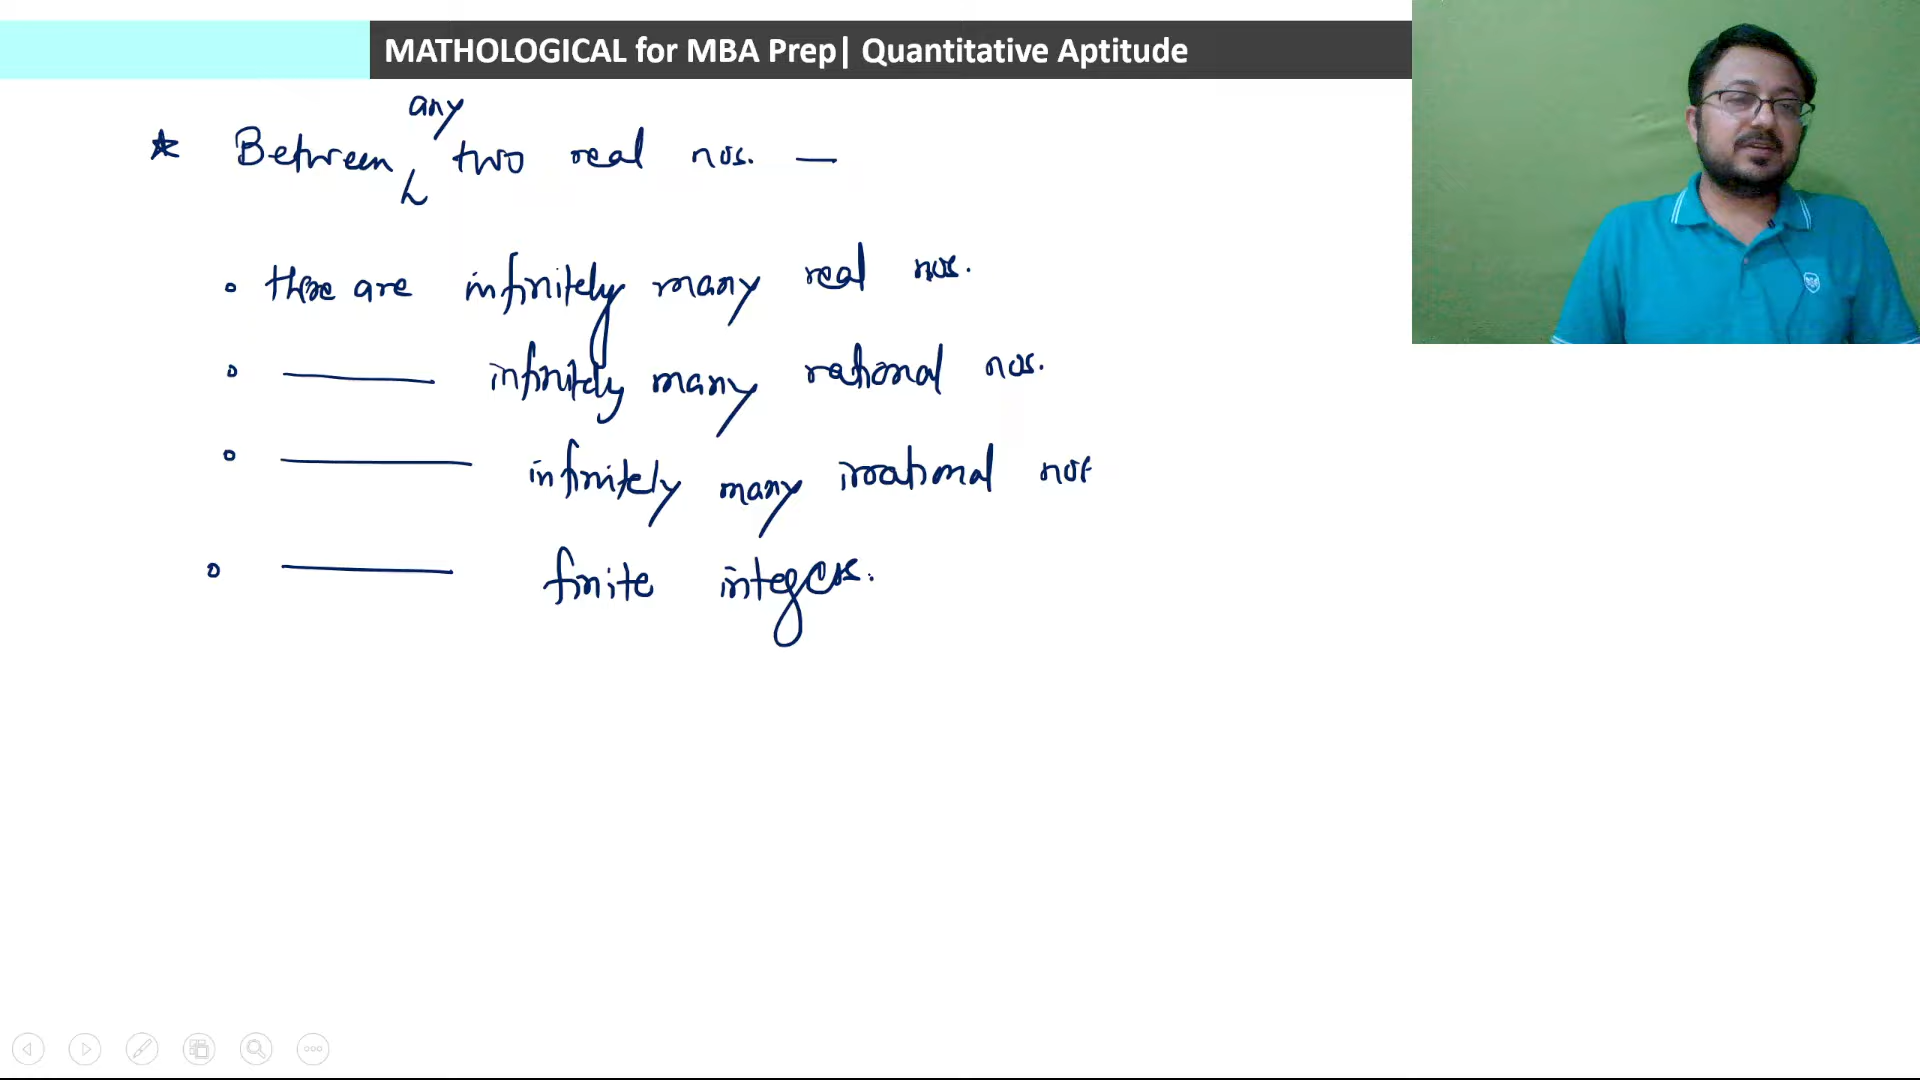 MATHOLOGICAL for MBA Prep| Quantitative Aptitude
any
Between two real nos. —
there are infinitely many real nos.
infinitely many rational nos.
infinitely many irrational nos
finite integers.